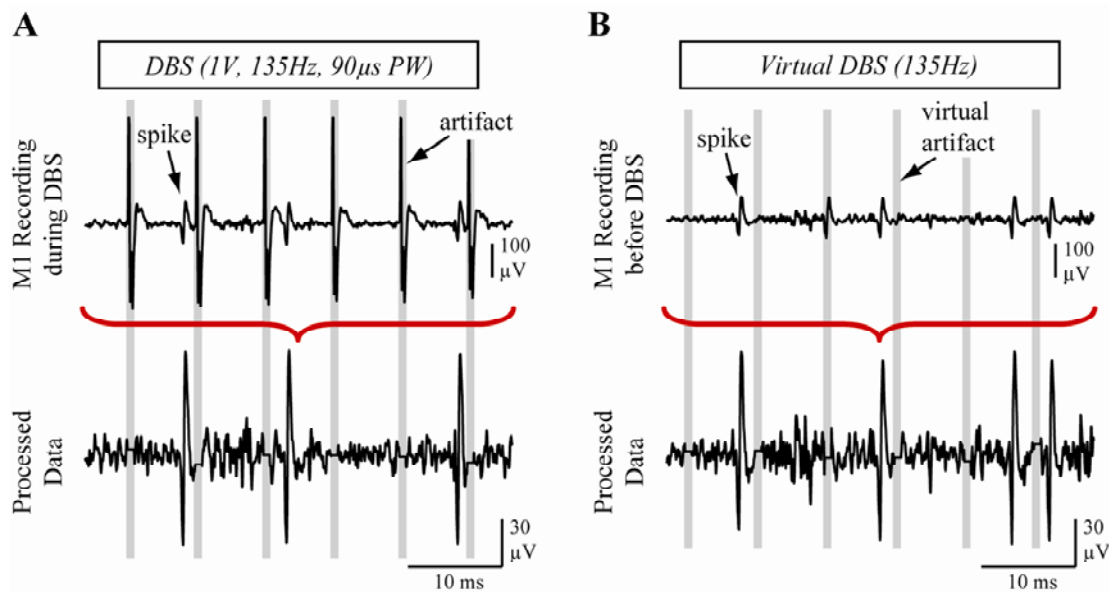 A
DBS (1V, 135Hz, 90µs PW)
spike
artifact
M1 Recording
during DBS
100
µV
Processed
Data
30
µV
10 ms
B
Virtual DBS (135Hz)
spike
virtual
artifact
M1 Recording
before DBS
100
µV
Processed
Data
30
µV
10 ms